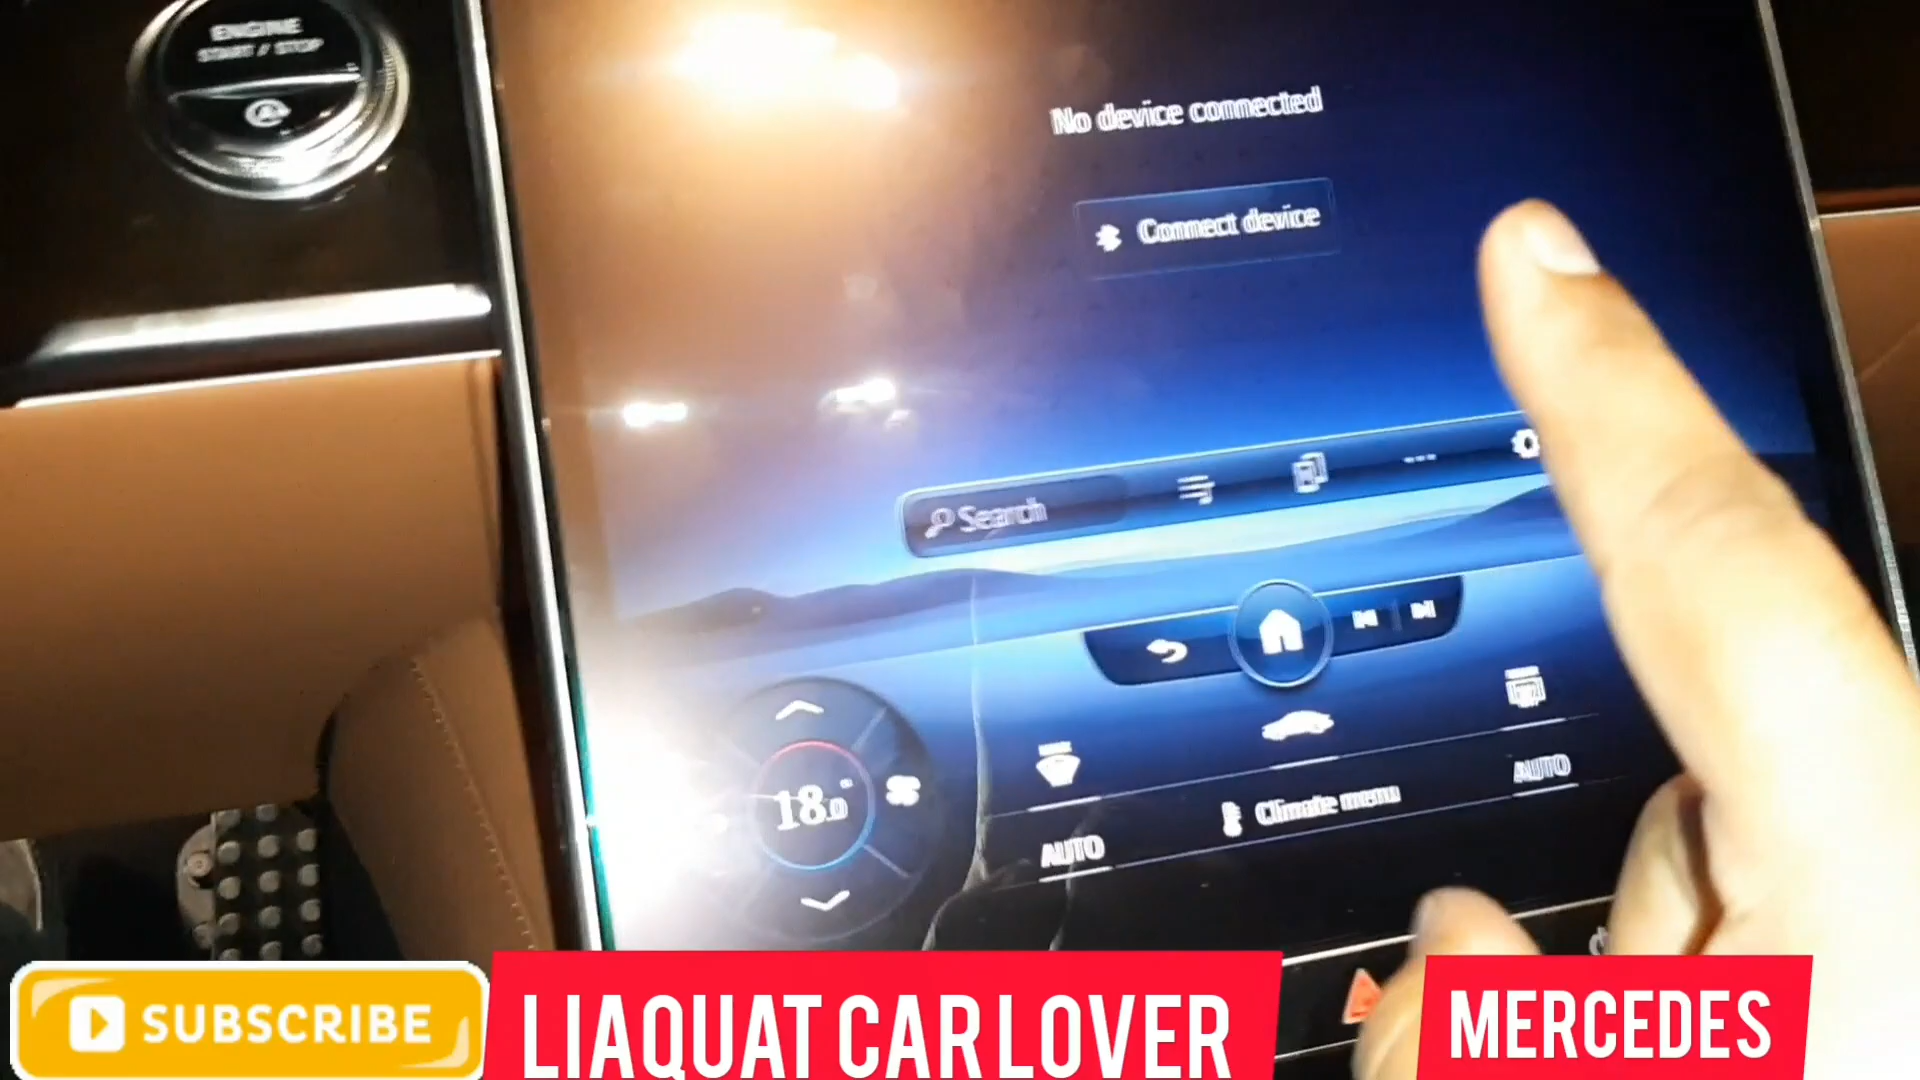 ENGINE
START / STOP
No device connected
Connect device
Search
18.0°
AUTO
Climate menu
AUTO
SUBSCRIBE
LIAQUAT CAR LOVER
MERCEDES